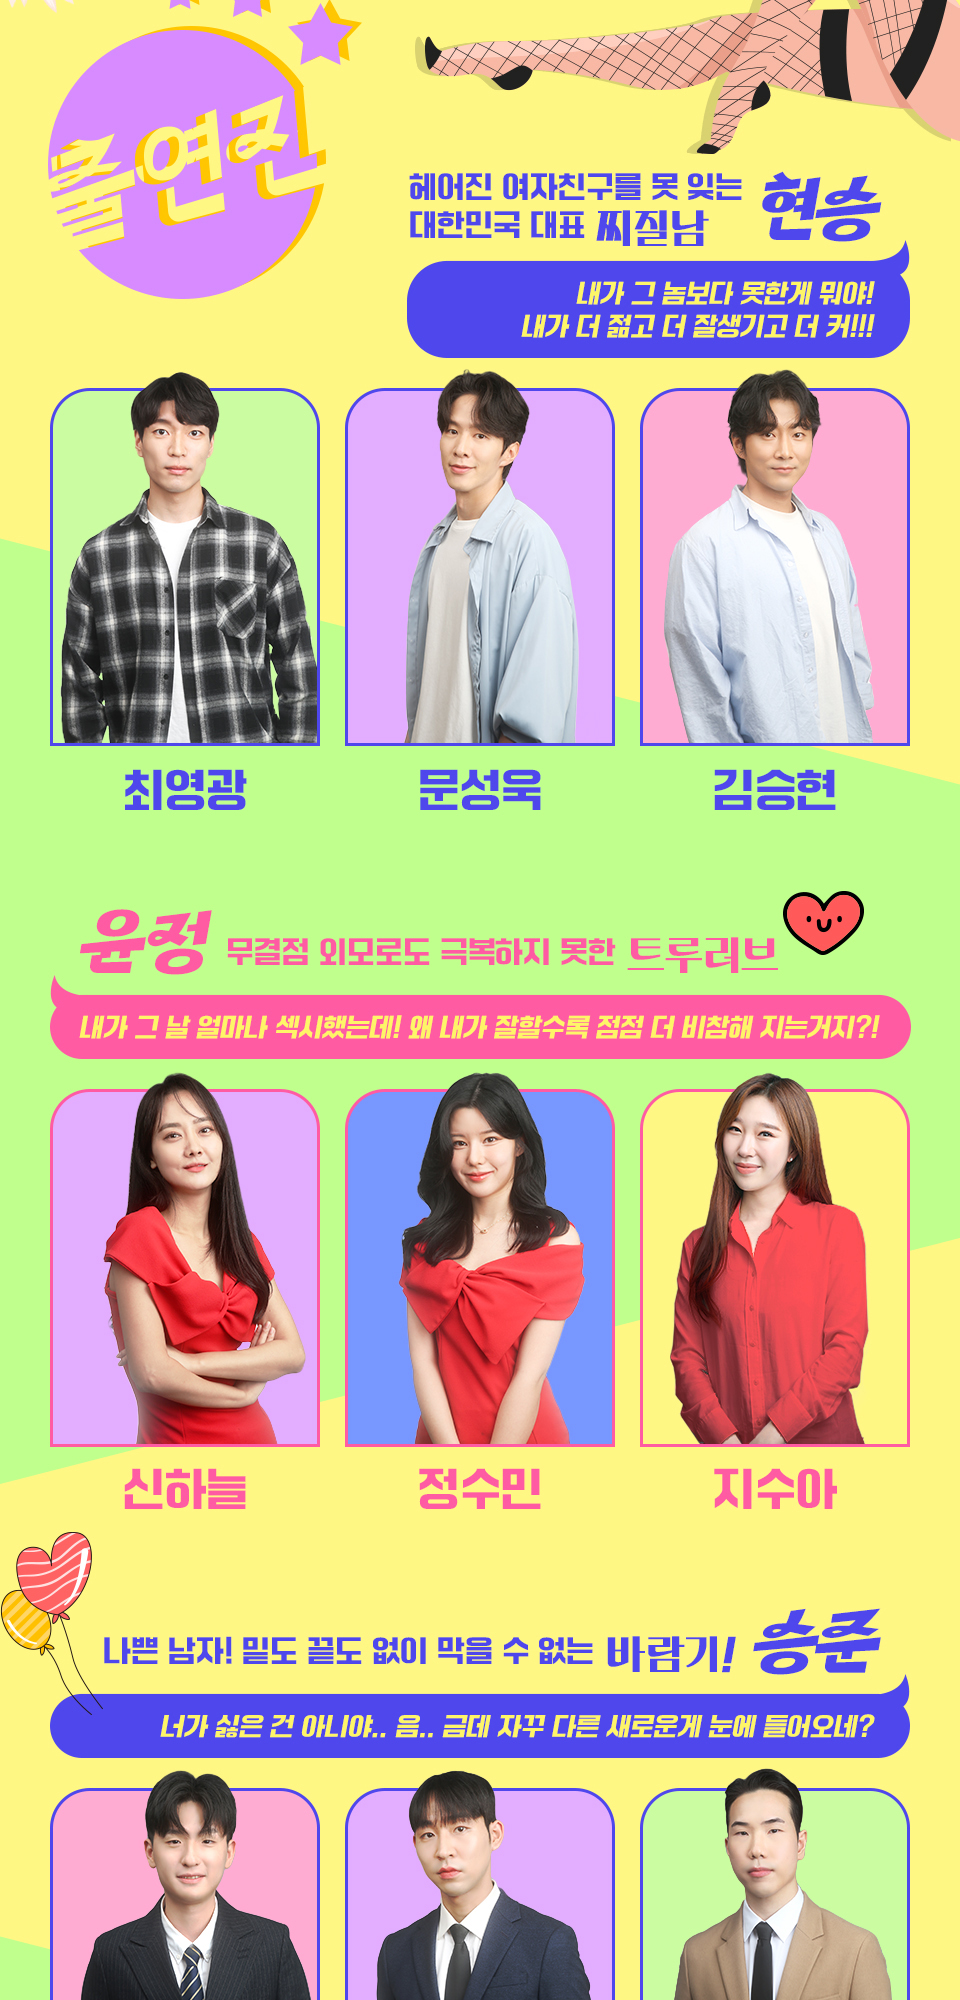 출연진
헤어진 여자친구를 못 잊는
대한민국 대표 찌질남 현승
내가 그 놈보다 못한게 뭐야!
내가 더 젊고 더 잘생기고 더 커!!!
최영광 문성욱 김승현
윤정 무결점 외모로도 극복하지 못한 트루러브
내가 그 날 얼마나 섹시했는데! 왜 내가 잘할수록 점점 더 비참해 지는거지?!
신하늘 정수민 지수아
나쁜 남자! 밑도 끝도 없이 막을 수 없는 바람기! 승준
너가 싫은 건 아니야.. 음.. 금데 자꾸 다른 새로운게 눈에 들어오네?